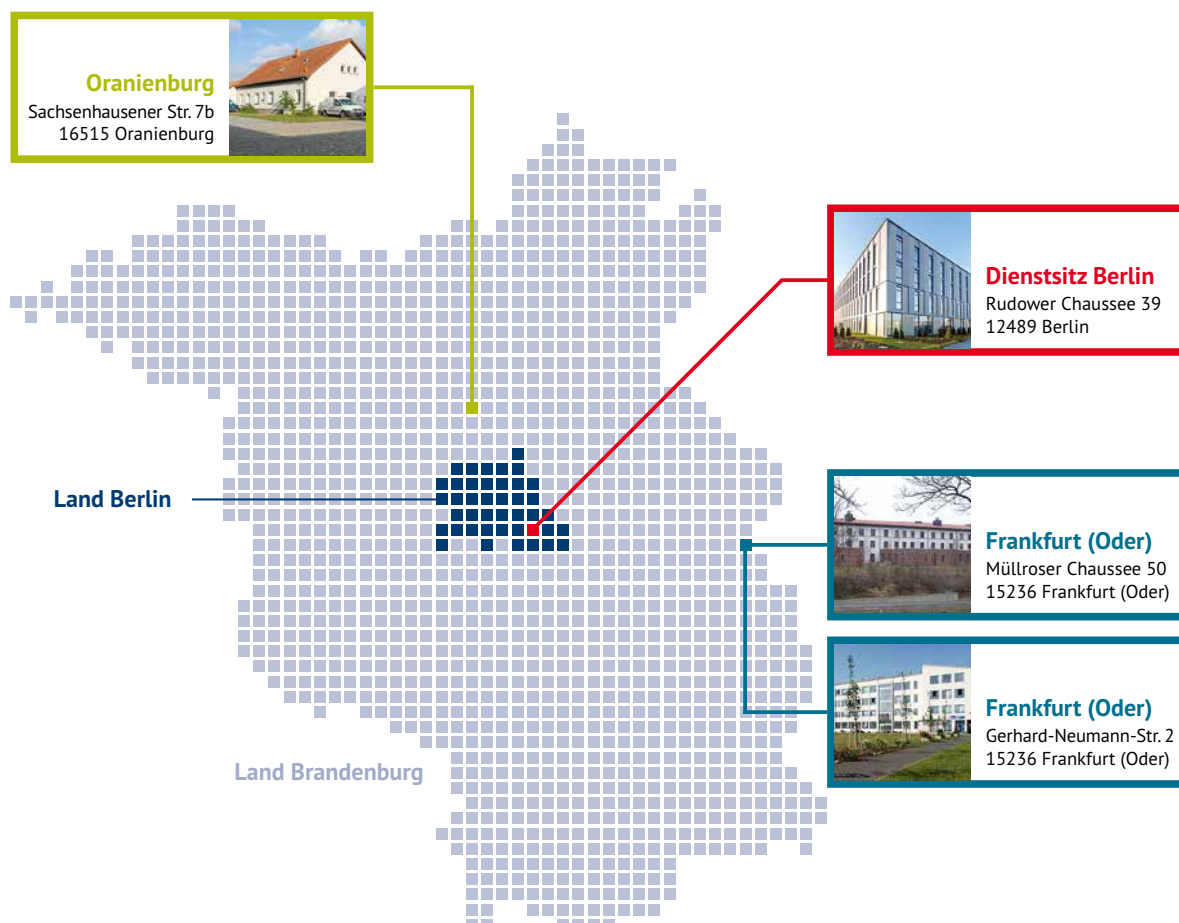 Oranienburg
Sachsenhausener Str. 7b
16515 Oranienburg
Dienstsitz Berlin
Rudower Chaussee 39
12489 Berlin
Land Berlin
Frankfurt (Oder)
Müllroser Chaussee 50
15236 Frankfurt (Oder)
Frankfurt (Oder)
Gerhard-Neumann-Str. 2
15236 Frankfurt (Oder)
Land Brandenburg